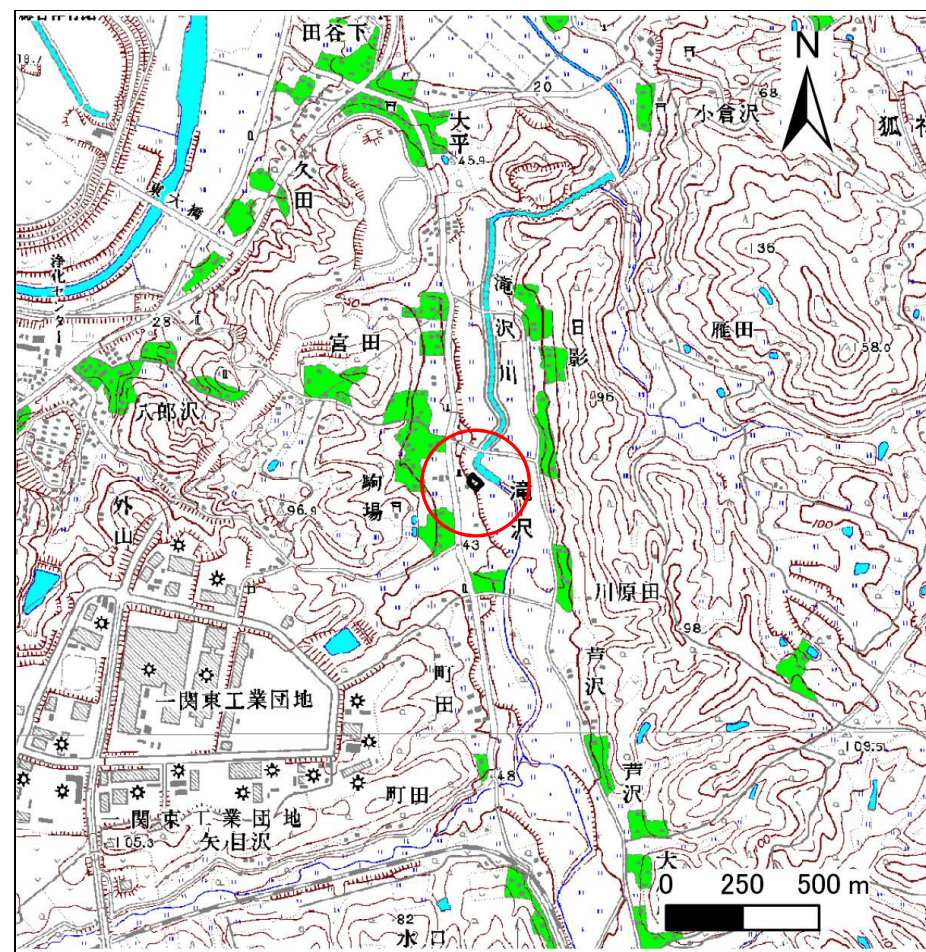 田谷下
N
20
68
小倉沢
大平
狐
45.9
久田
東大橋
136
浄化センター
滝沢川
28
日影
雁田
宮田
158.0
八郎沢
96
駒場
滝沢
外山
96.9
100
43
川原田
98
芦沢
町田
一関東工業団地
109.5
芦沢
48
町田
一関東工業団地
105.3
矢目沢
大
100
0 250 500 m
82
水口